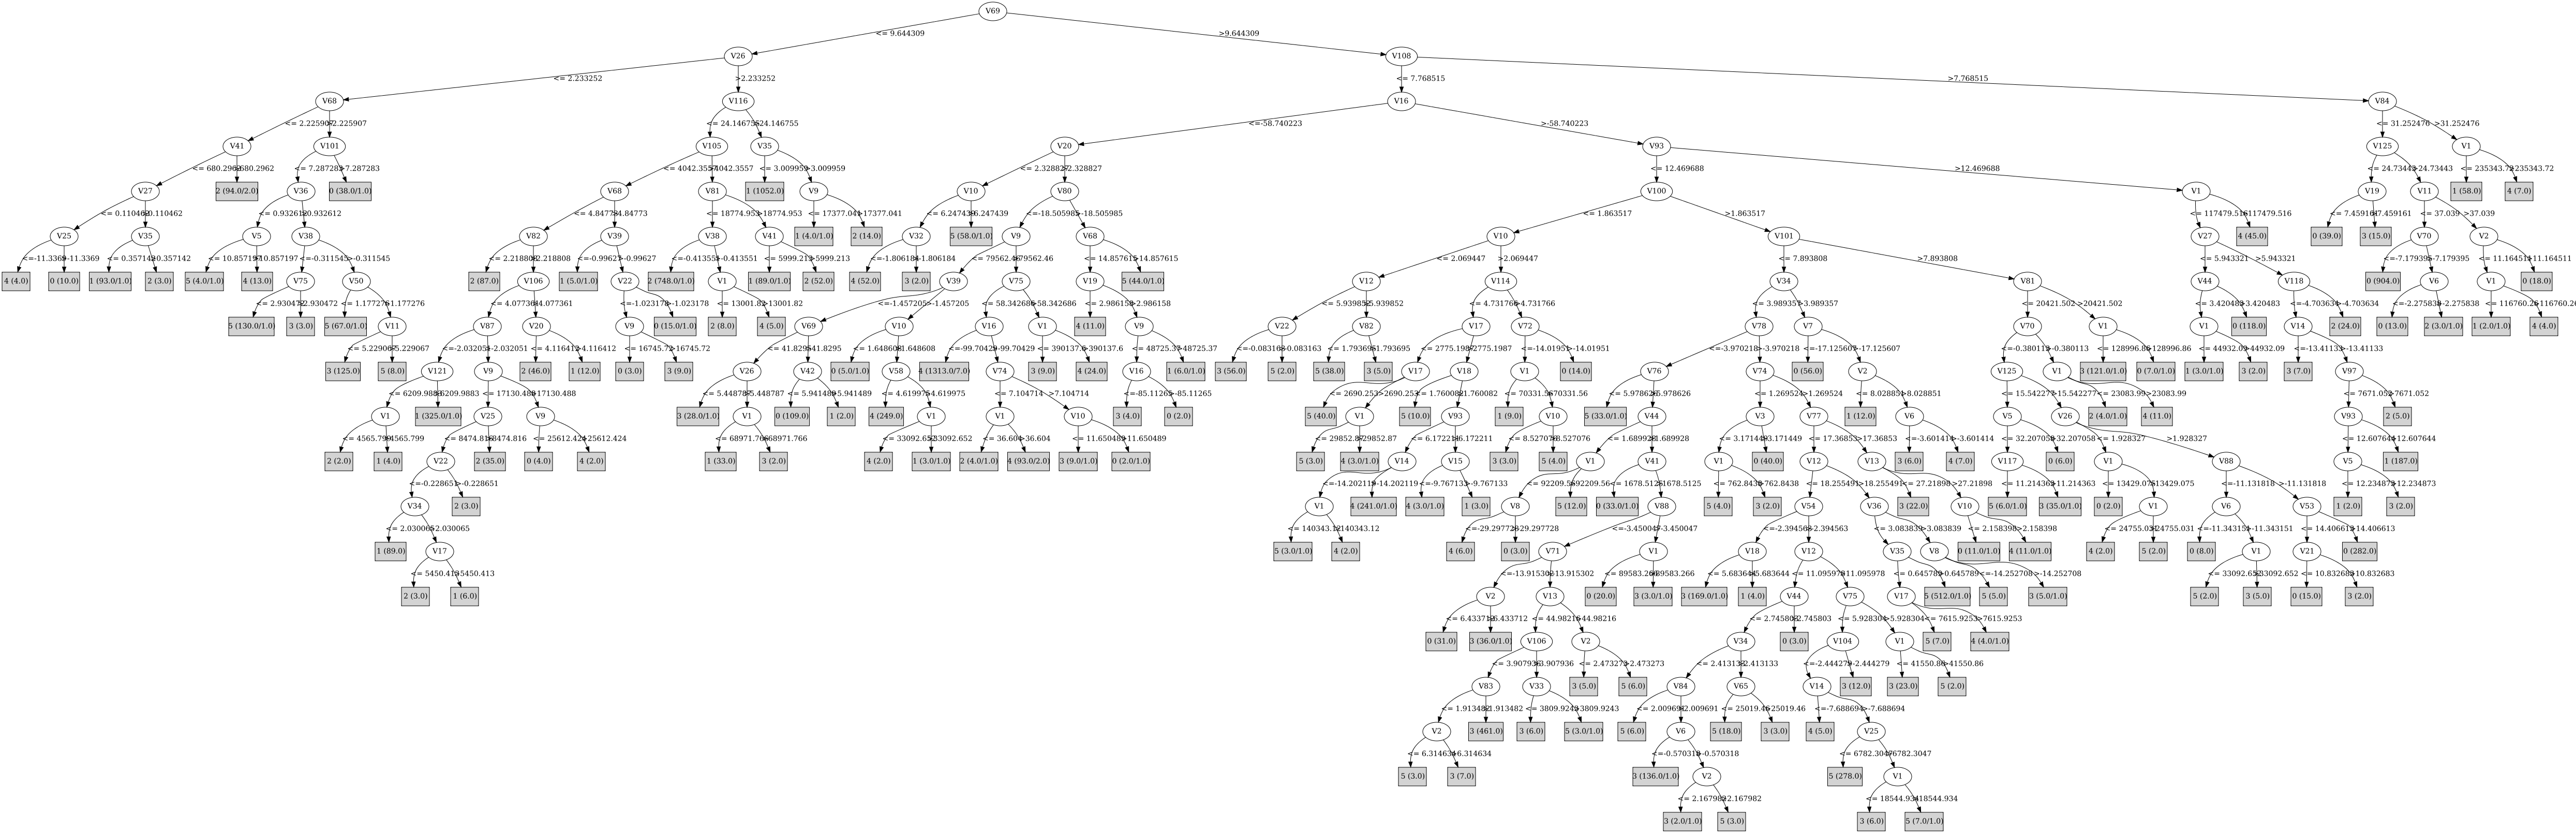 V69
<= 9.644309 >9.644309
V26 V108
<= 2.233252 >2.233252 <= 7.768515 >7.768515
V68 V116 V16 V84
<= 2.225907 >2.225907 <= 24.146755 >24.146755 <=-58.740223 >-58.740223 <= 31.252476 >31.252476
V41 V101 V105 V35 V20 V93 V125 V1
<= 680.2962 >680.2962 <= 7.287283 >7.287283 <= 4042.3557 >4042.3557 <= 3.009959 >3.009959 <= 2.328827 >2.328827 <= 12.469688 >12.469688 <= 24.73443 >24.73443 <= 235343.72 >235343.72
V27 2 (94.0/2.0) V36 0 (38.0/1.0) V68 V81 1 (1052.0) V9 V10 V80 V100 V1 V19 V11 1 (58.0) 4 (7.0)
<= 0.110462 >0.110462 <= 0.932612 >0.932612 <= 4.84773 >4.84773 <= 18774.953 >18774.953 <= 17377.041 >17377.041 <= 6.247439 >6.247439 <=-18.505985 >-18.505985 <= 1.863517 >1.863517 <= 117479.516 >117479.516 <= 7.459161 >7.459161 <= 37.039 >37.039
V25 V35 V5 V38 V82 V39 V38 V41 1 (4.0/1.0) 2 (14.0) V32 5 (58.0/1.0) V9 V68 V10 V101 V27 4 (45.0) 0 (39.0) 3 (15.0) V70 V2
<=-11.3369 >-11.3369 <= 0.357142 >0.357142 <= 10.857197 >10.857197 <=-0.311545 >-0.311545 <= 2.218808 >2.218808 <=-0.99627 >-0.99627 <=-0.413551 >-0.413551 <= 5999.213 >5999.213 <=-1.806184 >-1.806184 <= 79562.46 >79562.46 <= 14.857615 >14.857615 <= 2.069447 >2.069447 <= 7.893808 >7.893808 <= 5.943321 >5.943321 <=-7.179395 >-7.179395 <= 11.164511 >11.164511
4 (4.0) 0 (10.0) 1 (93.0/1.0) 2 (3.0) 5 (4.0/1.0) 4 (13.0) V75 V50 2 (87.0) V106 1 (5.0/1.0) V22 2 (748.0/1.0) V1 1 (89.0/1.0) 2 (52.0) 4 (52.0) 3 (2.0) V39 V75 V19 5 (44.0/1.0) V12 V114 V34 V81 V44 V118 0 (904.0) V6 V1 0 (18.0)
<= 2.930472 >2.930472 <= 1.177276 >1.177276 <= 4.077361 >4.077361 <=-1.023178 >-1.023178 <= 13001.82 >13001.82 <=-1.457205 >-1.457205 <= 58.342686 >58.342686 <= 2.986158 >2.986158 <= 5.939852 >5.939852 <= 4.731766 >4.731766 <= 3.989357 >3.989357 <= 20421.502 >20421.502 <= 3.420483 >3.420483 <=-4.703634 >-4.703634 <=-2.275838 >-2.275838 <= 116760.26 >116760.26
5 (130.0/1.0) 3 (3.0) 5 (67.0/1.0) V11 V87 V20 V9 0 (15.0/1.0) 2 (8.0) 4 (5.0) V69 V10 V16 V1 4 (11.0) V9 V22 V82 V17 V72 V78 V7 V70 V1 V1 0 (118.0) V14 2 (24.0) 0 (13.0) 2 (3.0/1.0) 1 (2.0/1.0) 4 (4.0)
<= 5.229067 >5.229067 <=-2.032051 >-2.032051 <= 4.116412 >4.116412 <= 16745.72 >16745.72 <= 41.8295 >41.8295 <= 1.648608 >1.648608 <=-99.70429 >-99.70429 <= 390137.6 >390137.6 <= 48725.37 >48725.37 <=-0.083163 >-0.083163 <= 1.793695 >1.793695 <= 2775.1987 >2775.1987 <=-14.01951 >-14.01951 <=-3.970218 >-3.970218 <=-17.125607 >-17.125607 <=-0.380113 >-0.380113 <= 128996.86 >128996.86 <= 44932.09 >44932.09 <=-13.41133 >-13.41133
3 (125.0) 5 (8.0) V121 V9 2 (46.0) 1 (12.0) 0 (3.0) 3 (9.0) V26 V42 0 (5.0/1.0) V58 4 (1313.0/7.0) V74 3 (9.0) 4 (24.0) V16 1 (6.0/1.0) 3 (56.0) 5 (2.0) 5 (38.0) 3 (5.0) V17 V18 V1 0 (14.0) V76 V74 0 (56.0) V2 V125 V1 3 (121.0/1.0) 0 (7.0/1.0) 1 (3.0/1.0) 3 (2.0) 3 (7.0) V97
<= 6209.9883 >6209.9883 <= 17130.488 >17130.488 <= 5.448787 >5.448787 <= 5.941489 >5.941489 <= 4.619975 >4.619975 <= 7.104714 >7.104714 <=-85.11265 >-85.11265 <= 2690.253 >2690.253 <= 1.760082 >1.760082 <= 70331.56 >70331.56 <= 5.978626 >5.978626 <= 1.269524 >1.269524 <= 8.028851 >8.028851 <= 15.542277 >15.542277 <= 23083.99 >23083.99 <= 7671.052 >7671.052
V1 1 (325.0/1.0) V25 V9 3 (28.0/1.0) V1 0 (109.0) 1 (2.0) 4 (249.0) V1 V1 V10 3 (4.0) 0 (2.0) 5 (40.0) V1 5 (10.0) V93 1 (9.0) V10 5 (33.0/1.0) V44 V3 V77 1 (12.0) V6 V5 V26 2 (4.0/1.0) 4 (11.0) V93 2 (5.0)
<= 4565.799 >4565.799 <= 8474.816 >8474.816 <= 25612.424 >25612.424 <= 68971.766 >68971.766 <= 33092.652 >33092.652 <= 36.604 >36.604 <= 11.650489 >11.650489 <= 29852.87 >29852.87 <= 6.172211 >6.172211 <= 8.527076 >8.527076 <= 1.689928 >1.689928 <= 3.171449 >3.171449 <= 17.36853 >17.36853 <=-3.601414 >-3.601414 <= 32.207058 >32.207058 <= 1.928327 >1.928327 <= 12.607644 >12.607644
2 (2.0) 1 (4.0) V22 2 (35.0) 0 (4.0) 4 (2.0) 1 (33.0) 3 (2.0) 4 (2.0) 1 (3.0/1.0) 2 (4.0/1.0) 4 (93.0/2.0) 3 (9.0/1.0) 0 (2.0/1.0) 5 (3.0) 4 (3.0/1.0) V14 V15 3 (3.0) 5 (4.0) V1 V41 V1 0 (40.0) V12 V13 3 (6.0) 4 (7.0) V117 0 (6.0) V1 V88 V5 1 (187.0)
<=-0.228651 >-0.228651 <=-14.202119 >-14.202119 <=-9.767133 >-9.767133 <= 92209.56 >92209.56 <= 1678.5125 >1678.5125 <= 762.8438 >762.8438 <= 18.255491 >18.255491 <= 27.21898 >27.21898 <= 11.214363 >11.214363 <= 13429.075 >13429.075 <=-11.131818 >-11.131818 <= 12.234873 >12.234873
V34 2 (3.0) V1 4 (241.0/1.0) 4 (3.0/1.0) 1 (3.0) V8 5 (12.0) 0 (33.0/1.0) V88 5 (4.0) 3 (2.0) V54 V36 3 (22.0) V10 5 (6.0/1.0) 3 (35.0/1.0) 0 (2.0) V1 V6 V53 1 (2.0) 3 (2.0)
<= 2.030065 >2.030065 <= 140343.12 >140343.12 <=-29.297728 >-29.297728 <=-3.450047 >-3.450047 <=-2.394563 >-2.394563 <= 3.083839 >3.083839 <= 2.158398 >2.158398 <= 24755.031 >24755.031 <=-11.343151 >-11.343151 <= 14.406613 >14.406613
1 (89.0) V17 5 (3.0/1.0) 4 (2.0) 4 (6.0) 0 (3.0) V71 V1 V18 V12 V35 V8 0 (11.0/1.0) 4 (11.0/1.0) 4 (2.0) 5 (2.0) 0 (8.0) V1 V21 0 (282.0)
<= 5450.413 >5450.413 <=-13.915302 >-13.915302 <= 89583.266 >89583.266 <= 5.683644 >5.683644 <= 11.095978 >11.095978 <= 0.645789 >0.645789 <=-14.252708 >-14.252708 <= 33092.652 >33092.652 <= 10.832683 >10.832683
2 (3.0) 1 (6.0) V2 V13 0 (20.0) 3 (3.0/1.0) 3 (169.0/1.0) 1 (4.0) V44 V75 V17 5 (512.0/1.0) 5 (5.0) 3 (5.0/1.0) 5 (2.0) 3 (5.0) 0 (15.0) 3 (2.0)
<= 6.433712 >6.433712 <= 44.98216 >44.98216 <= 2.745803 >2.745803 <= 5.928304 >5.928304 <= 7615.9253 >7615.9253
0 (31.0) 3 (36.0/1.0) V106 V2 V34 0 (3.0) V104 V1 5 (7.0) 4 (4.0/1.0)
<= 3.907936 >3.907936 <= 2.473273 >2.473273 <= 2.413133 >2.413133 <=-2.444279 >-2.444279 <= 41550.86 >41550.86
V83 V33 3 (5.0) 5 (6.0) V84 V65 V14 3 (12.0) 3 (23.0) 5 (2.0)
<= 1.913482 >1.913482 <= 3809.9243 >3809.9243 <= 2.009691 >2.009691 <= 25019.46 >25019.46 <=-7.688694 >-7.688694
V2 3 (461.0) 3 (6.0) 5 (3.0/1.0) 5 (6.0) V6 5 (18.0) 3 (3.0) 4 (5.0) V25
<= 6.314634 >6.314634 <=-0.570318 >-0.570318 <= 6782.3047 >6782.3047
5 (3.0) 3 (7.0) 3 (136.0/1.0) V2 5 (278.0) V1
<= 2.167982 >2.167982 <= 18544.934 >18544.934
3 (2.0/1.0) 5 (3.0) 3 (6.0) 5 (7.0/1.0)